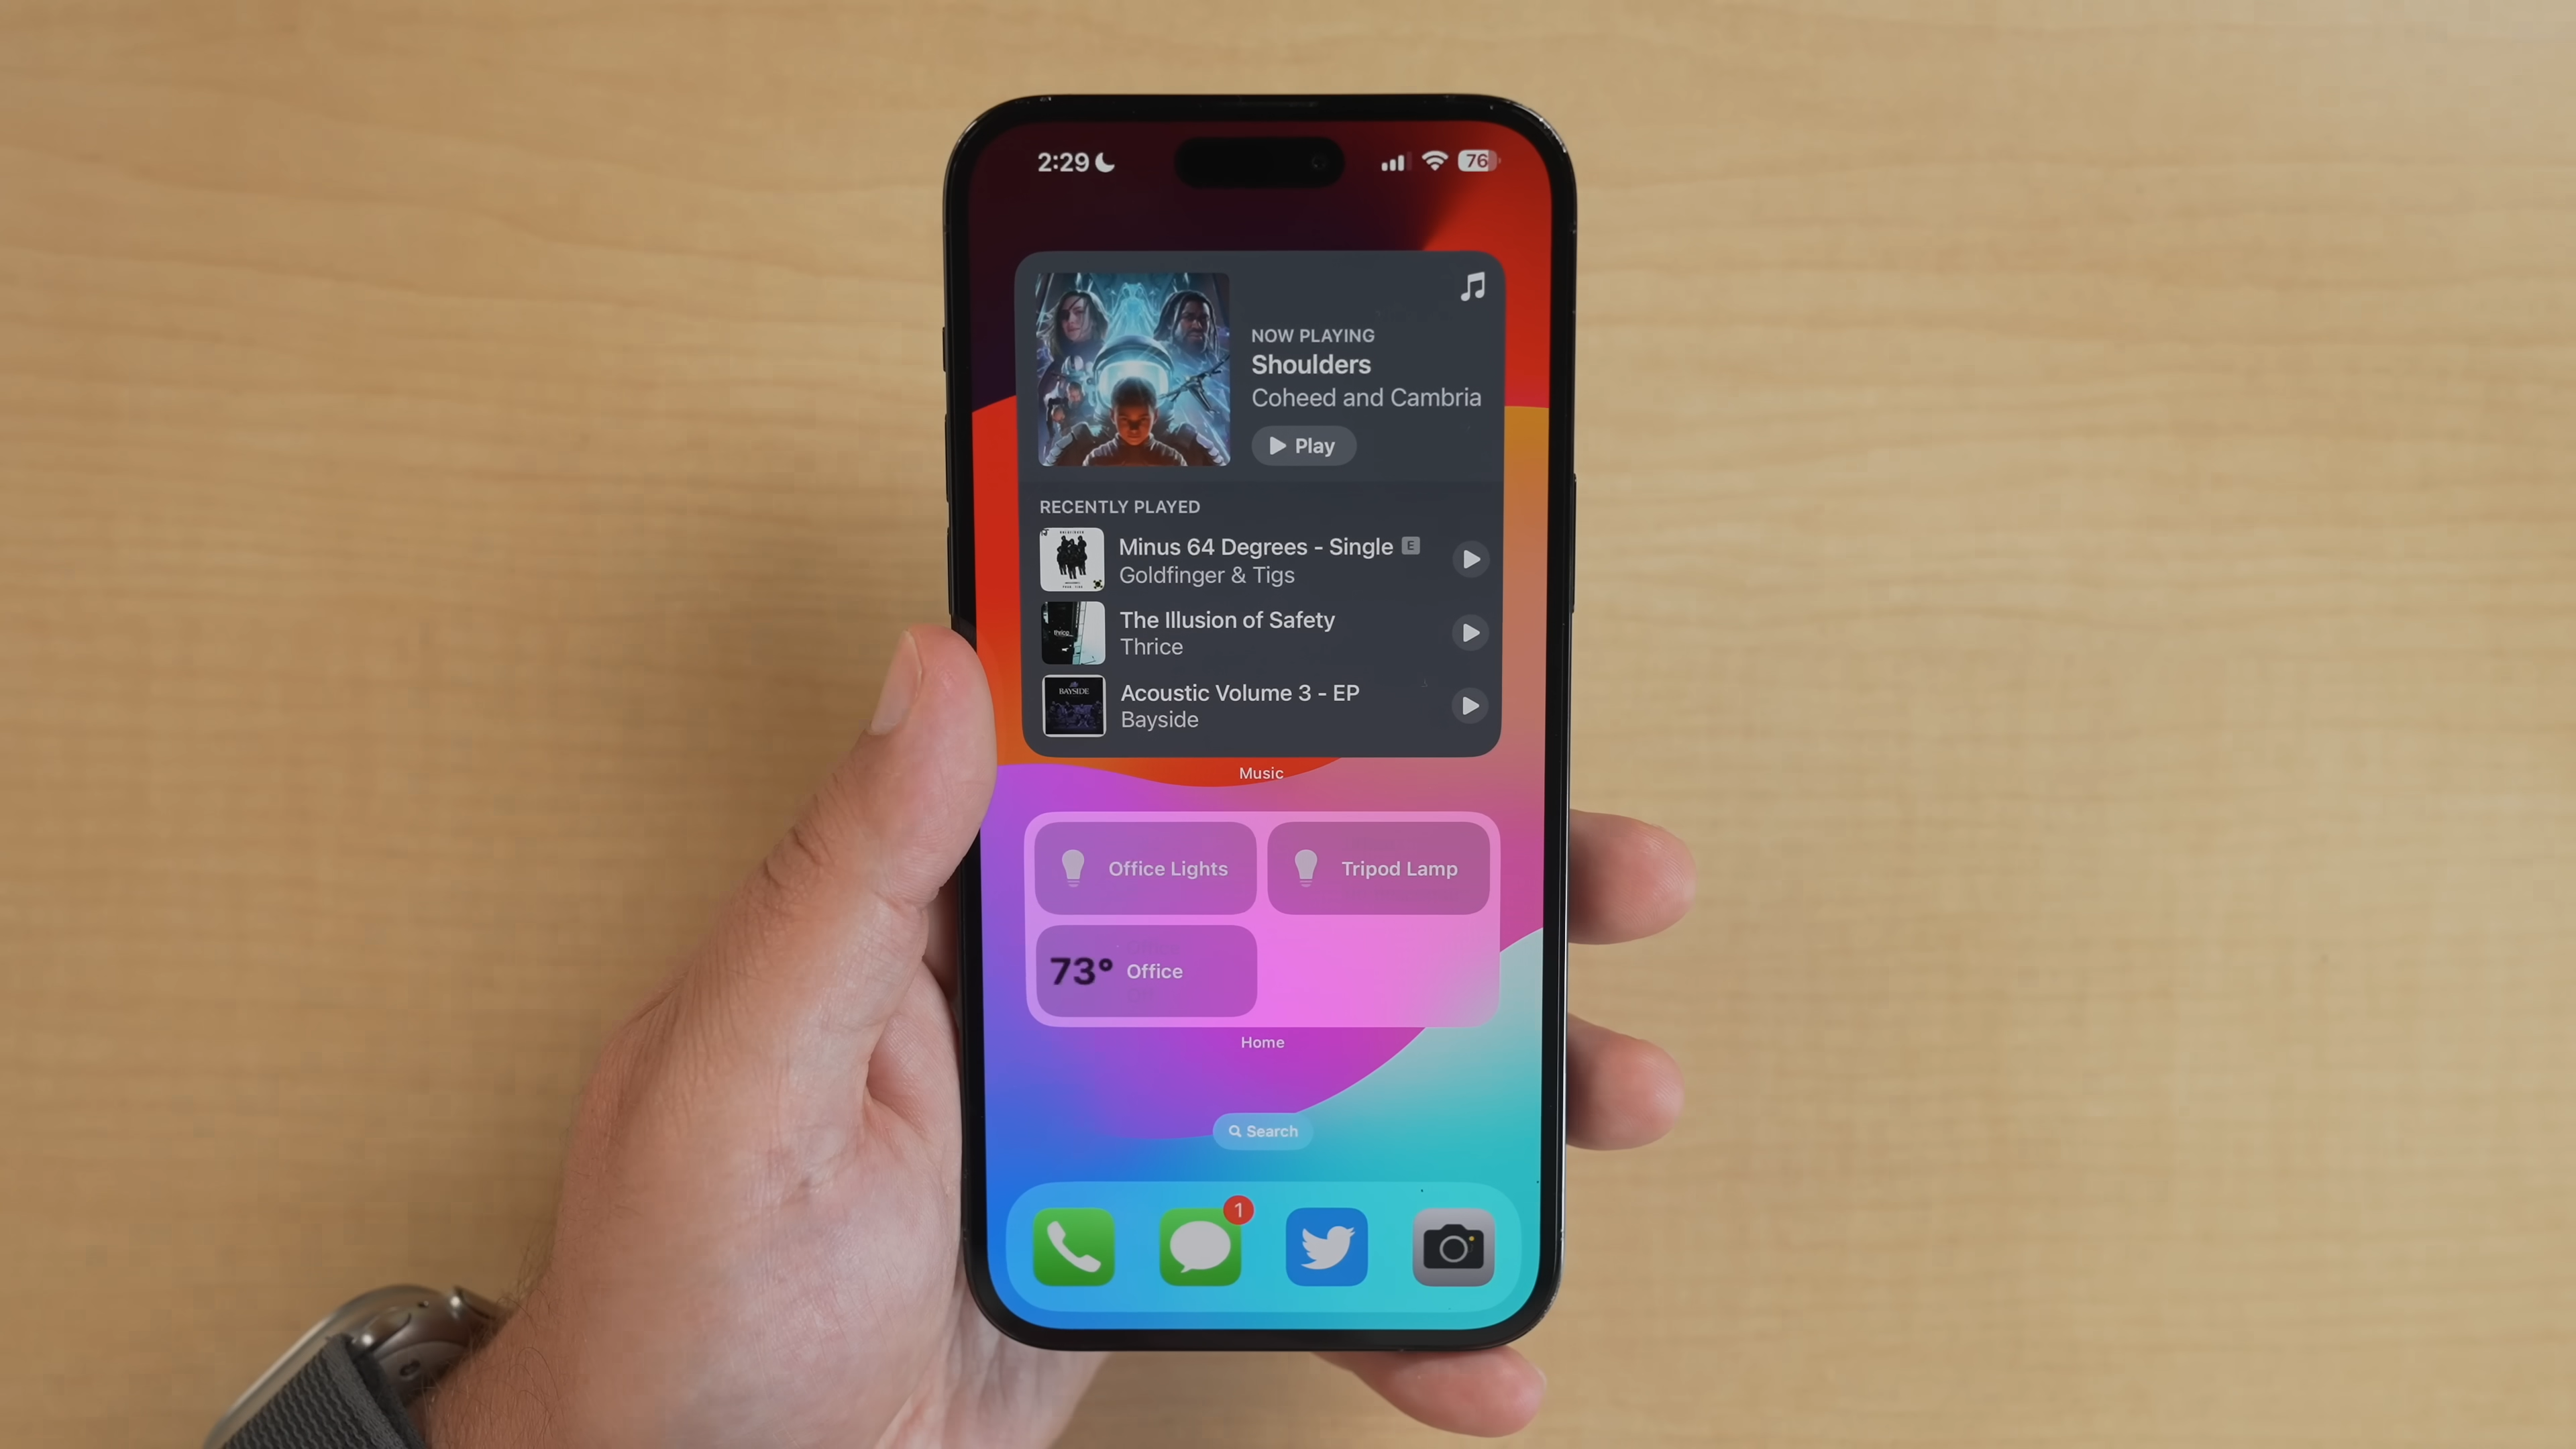 2:29
76
NOW PLAYING
Shoulders
Coheed and Cambria
Play
RECENTLY PLAYED
Minus 64 Degrees - Single E
Goldfinger & Tigs
The Illusion of Safety
Thrice
thrice
Acoustic Volume 3 - EP
Bayside
BAYSIDE
Music
Office Lights
Tripod Lamp
73° Office
Home
Search
1